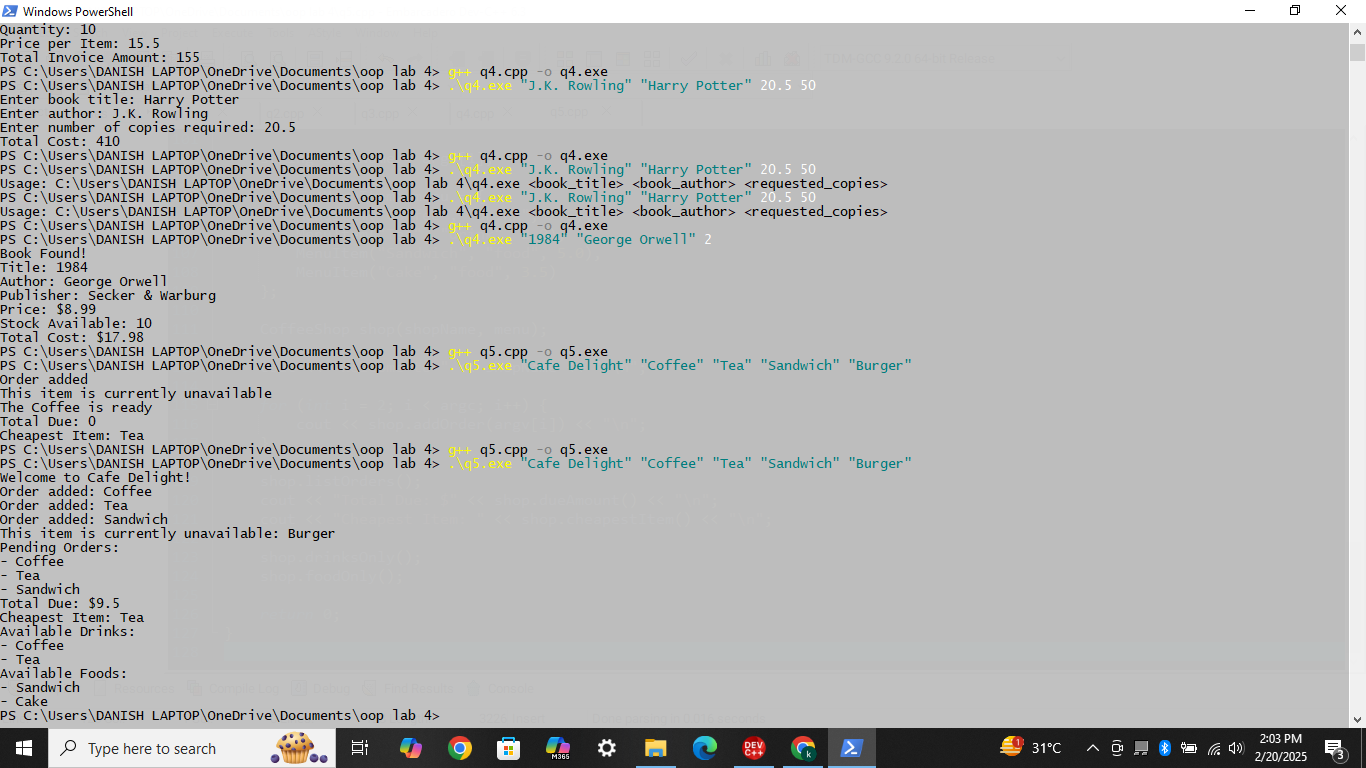 Windows PowerShell
Quantity: 10
Price per Item: 15.5
Total Invoice Amount: 155
PS C:\Users\DANISH LAPTOP\OneDrive\Documents\oop lab 4> g++ q4.cpp -o q4.exe
PS C:\Users\DANISH LAPTOP\OneDrive\Documents\oop lab 4> .\q4.exe "J.K. Rowling" "Harry Potter" 20.5 50
Enter book title: Harry Potter
Enter author: J.K. Rowling
Enter number of copies required: 20.5
Total Cost: 410
PS C:\Users\DANISH LAPTOP\OneDrive\Documents\oop lab 4> g++ q4.cpp -o q4.exe
PS C:\Users\DANISH LAPTOP\OneDrive\Documents\oop lab 4> .\q4.exe "J.K. Rowling" "Harry Potter" 20.5 50
Usage: C:\Users\DANISH LAPTOP\OneDrive\Documents\oop lab 4\q4.exe <book_title> <book_author> <requested_copies>
PS C:\Users\DANISH LAPTOP\OneDrive\Documents\oop lab 4> .\q4.exe "J.K. Rowling" "Harry Potter" 20.5 50
Usage: C:\Users\DANISH LAPTOP\OneDrive\Documents\oop lab 4\q4.exe <book_title> <book_author> <requested_copies>
PS C:\Users\DANISH LAPTOP\OneDrive\Documents\oop lab 4> g++ q4.cpp -o q4.exe
PS C:\Users\DANISH LAPTOP\OneDrive\Documents\oop lab 4> .\q4.exe "1984" "George Orwell" 2
Book Found!
Title: 1984
Author: George Orwell
Publisher: Secker & Warburg
Price: $8.99
Stock Available: 10
Total Cost: $17.98
PS C:\Users\DANISH LAPTOP\OneDrive\Documents\oop lab 4> g++ q5.cpp -o q5.exe
PS C:\Users\DANISH LAPTOP\OneDrive\Documents\oop lab 4> .\q5.exe "Cafe Delight" "Coffee" "Tea" "Sandwich" "Burger"
Order added
This item is currently unavailable
The Coffee is ready
Total Due: 0
Cheapest Item: Tea
PS C:\Users\DANISH LAPTOP\OneDrive\Documents\oop lab 4> g++ q5.cpp -o q5.exe
PS C:\Users\DANISH LAPTOP\OneDrive\Documents\oop lab 4> .\q5.exe "Cafe Delight" "Coffee" "Tea" "Sandwich" "Burger"
Welcome to Cafe Delight!
Order added: Coffee
Order added: Tea
Order added: Sandwich
This item is currently unavailable: Burger
Pending Orders:
- Coffee
- Tea
- Sandwich
Total Due: $9.5
Cheapest Item: Tea
Available Drinks:
- Coffee
- Tea
Available Foods:
- Sandwich
- Cake
PS C:\Users\DANISH LAPTOP\OneDrive\Documents\oop lab 4>
Type here to search
M365
DEV
C++
k
1
31°C
2:03 PM
2/20/2025
3